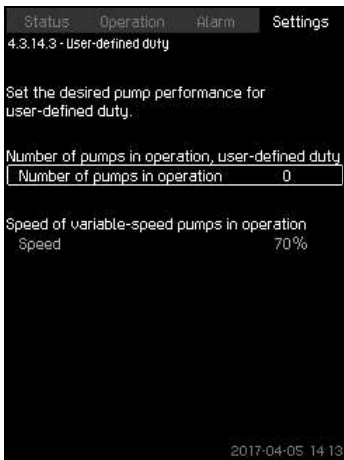 Status Operation Alarm Settings
4.3.14.3 - User-defined duty
Set the desired pump performance for
user-defined duty.
Number of pumps in operation, user-defined duty
Number of pumps in operation 0
Speed of variable-speed pumps in operation
Speed 70%
2017-04-05 14:13